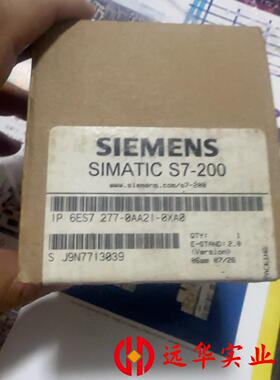 SIEMENS
SIMATIC S7-200
www.siemens.com/s7-200
1P 6ES7 277-0AA21-0XA0
QTY: 1
E-STAND: 2.0
(Version)
S J9N7713039
远华实业